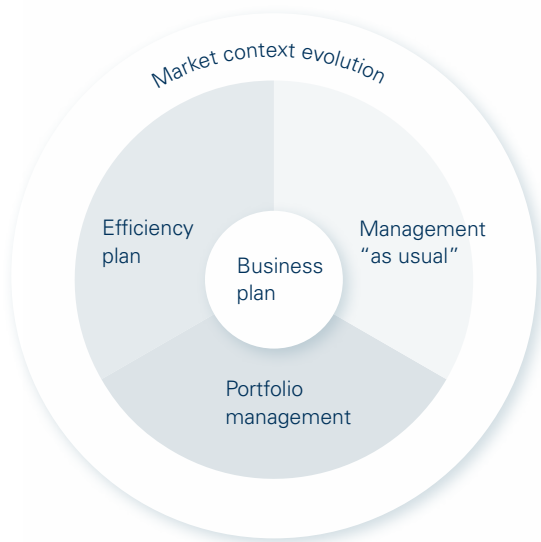 Market context evolution
Efficiency
plan
Management
“as usual”
Business
plan
Portfolio
management